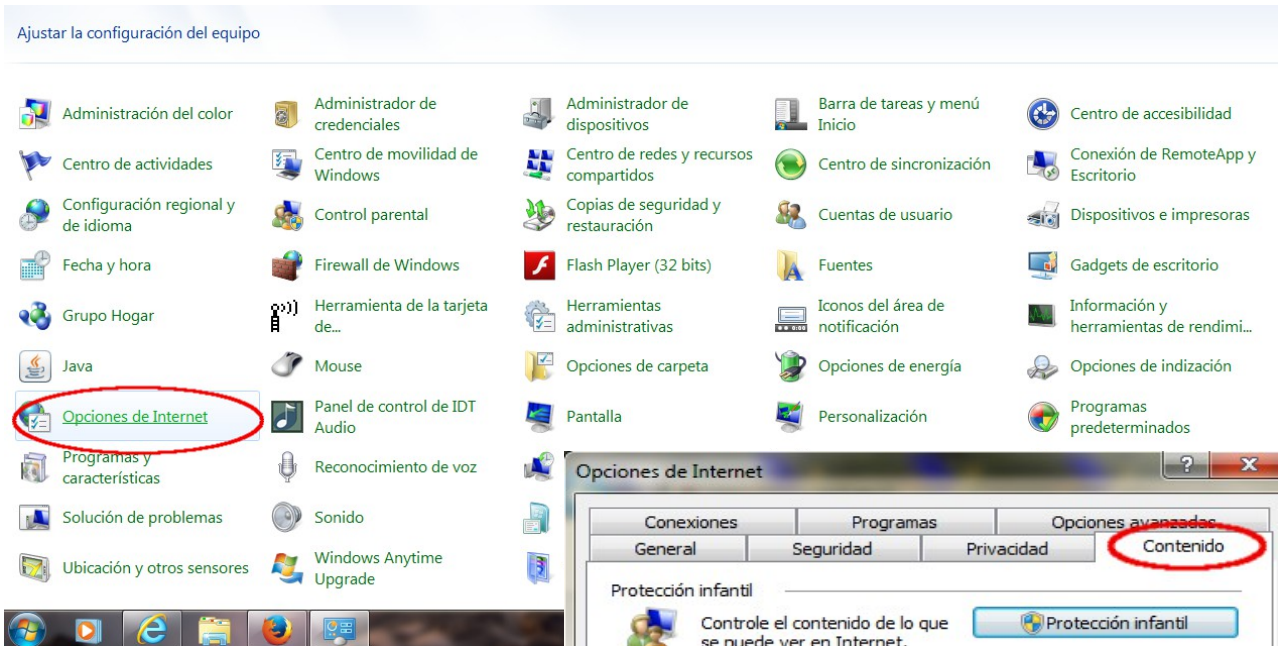 Ajustar la configuración del equipo
Administración del color
Administrador de
credenciales
Administrador de
dispositivos
Barra de tareas y menú
Inicio
Centro de accesibilidad
Centro de actividades
Centro de movilidad de
Windows
Centro de redes y recursos
compartidos
Centro de sincronización
Conexión de RemoteApp y
Escritorio
Configuración regional y
de idioma
Control parental
Copias de seguridad y
restauración
Cuentas de usuario
Dispositivos e impresoras
Fecha y hora
Firewall de Windows
Flash Player (32 bits)
Fuentes
Gadgets de escritorio
Grupo Hogar
Herramienta de la tarjeta
de...
Herramientas
administrativas
Iconos del área de
notificación
Información y
herramientas de rendimi...
Java
Mouse
Opciones de carpeta
Opciones de energía
Opciones de indización
Opciones de Internet
Panel de control de IDT
Audio
Pantalla
Personalización
Programas
predeterminados
Programas y
características
Reconocimiento de voz
Solución de problemas
Sonido
Ubicación y otros sensores
Windows Anytime
Upgrade
Opciones de Internet
Conexiones
Programas
Opciones avanzadas
General
Seguridad
Privacidad
Contenido
Protección infantil
Controle el contenido de lo que
se puede ver en Internet.
Protección infantil